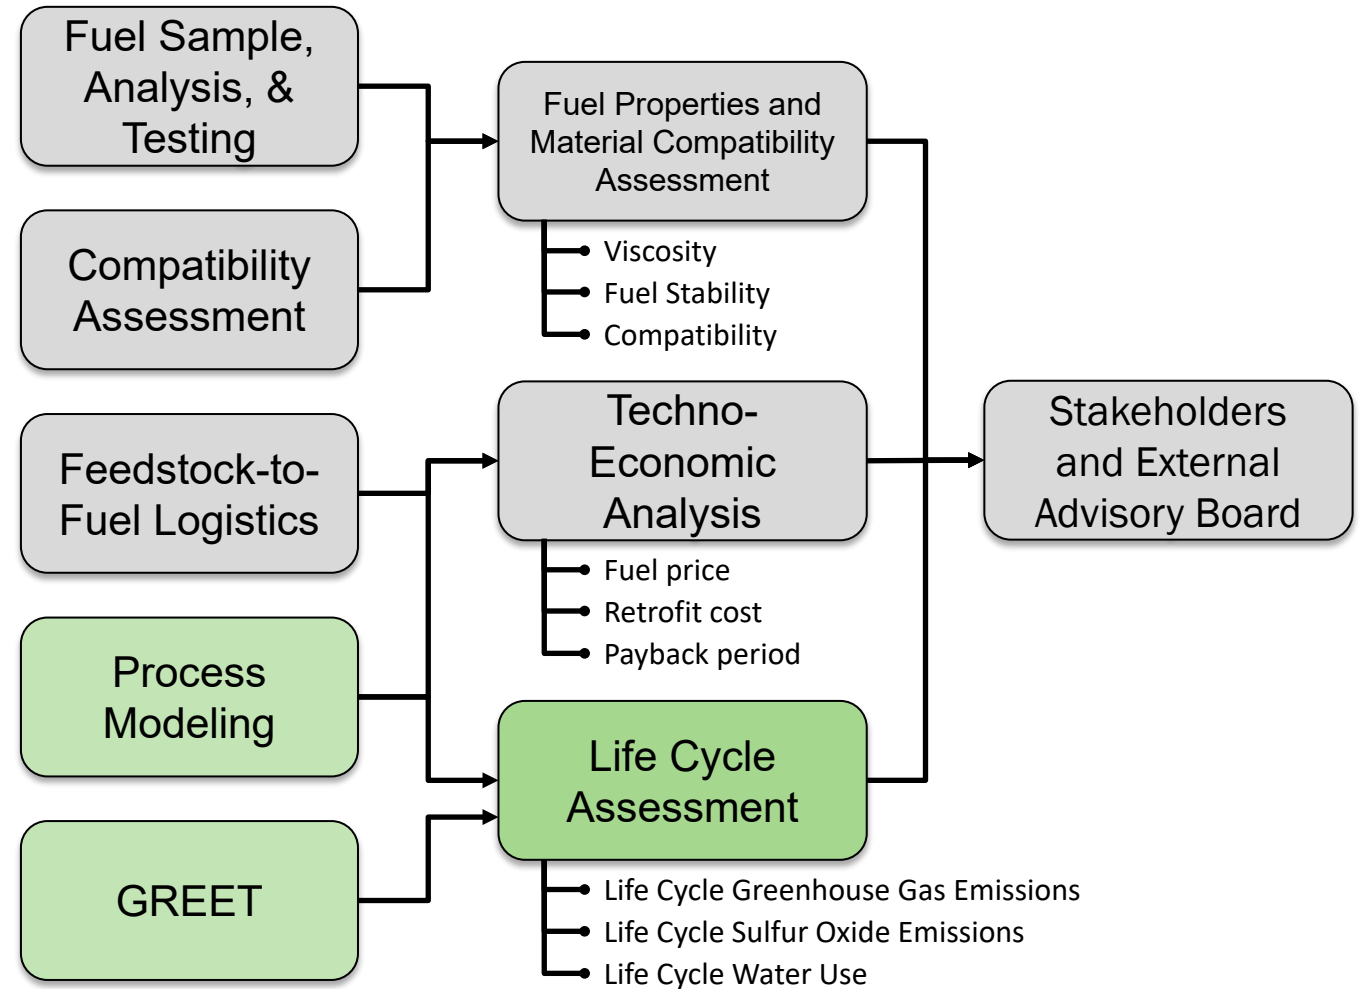 Fuel Sample,
Analysis, &
Testing
Compatibility
Assessment
Feedstock-to-
Fuel Logistics
Process
Modeling
GREET
Fuel Properties and
Material Compatibility
Assessment
Viscosity
Fuel Stability
Compatibility
Techno-
Economic
Analysis
Fuel price
Retrofit cost
Payback period
Life Cycle
Assessment
Life Cycle Greenhouse Gas Emissions
Life Cycle Sulfur Oxide Emissions
Life Cycle Water Use
Stakeholders
and External
Advisory Board